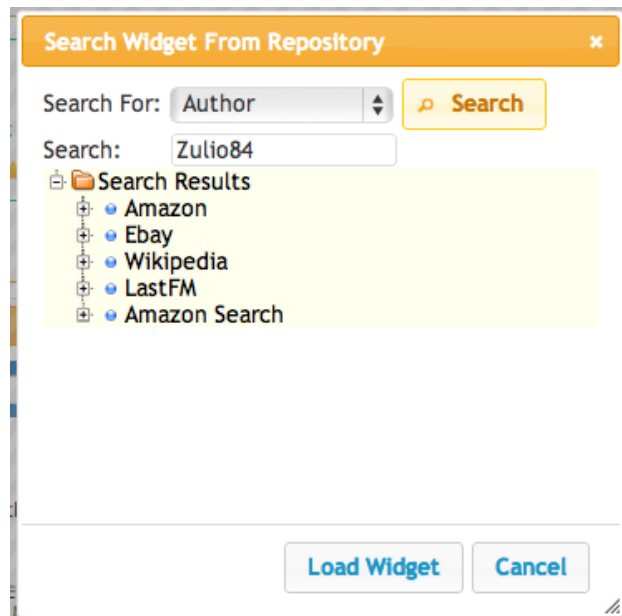 Search Widget From Repository ×
Search For: Author Search
Search: Zulio84
Search Results
Amazon
Ebay
Wikipedia
LastFM
Amazon Search
Load Widget Cancel